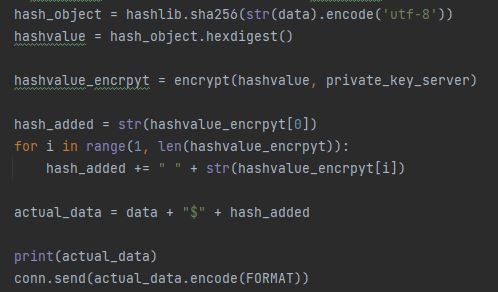 hash_object = hashlib.sha256(str(data).encode('utf-8'))
hashvalue = hash_object.hexdigest()
hashvalue_encrpyt = encrypt(hashvalue, private_key_server)
hash_added = str(hashvalue_encrpyt[0])
for i in range(1, len(hashvalue_encrpyt)):
    hash_added += " " + str(hashvalue_encrpyt[i])
actual_data = data + "$" + hash_added
print(actual_data)
conn.send(actual_data.encode(FORMAT))